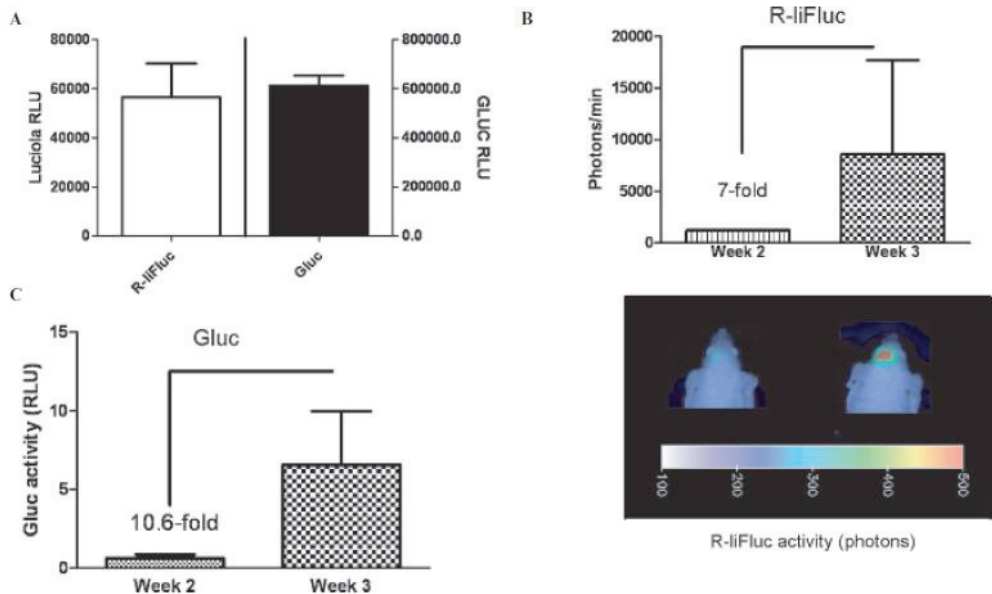 A
80000
60000
40000
20000
0
Luciola RLU
800000.0
600000.0
400000.0
200000.0
0.0
GLUC RLU
R-liFluc
Gluc
B
R-liFluc
20000
15000
10000
5000
0
Photons/min
7-fold
Week 2
Week 3
C
Gluc
15
10
5
0
Gluc activity (RLU)
10.6-fold
Week 2
Week 3
-100
-200
-300
-400
-500
R-liFluc activity (photons)